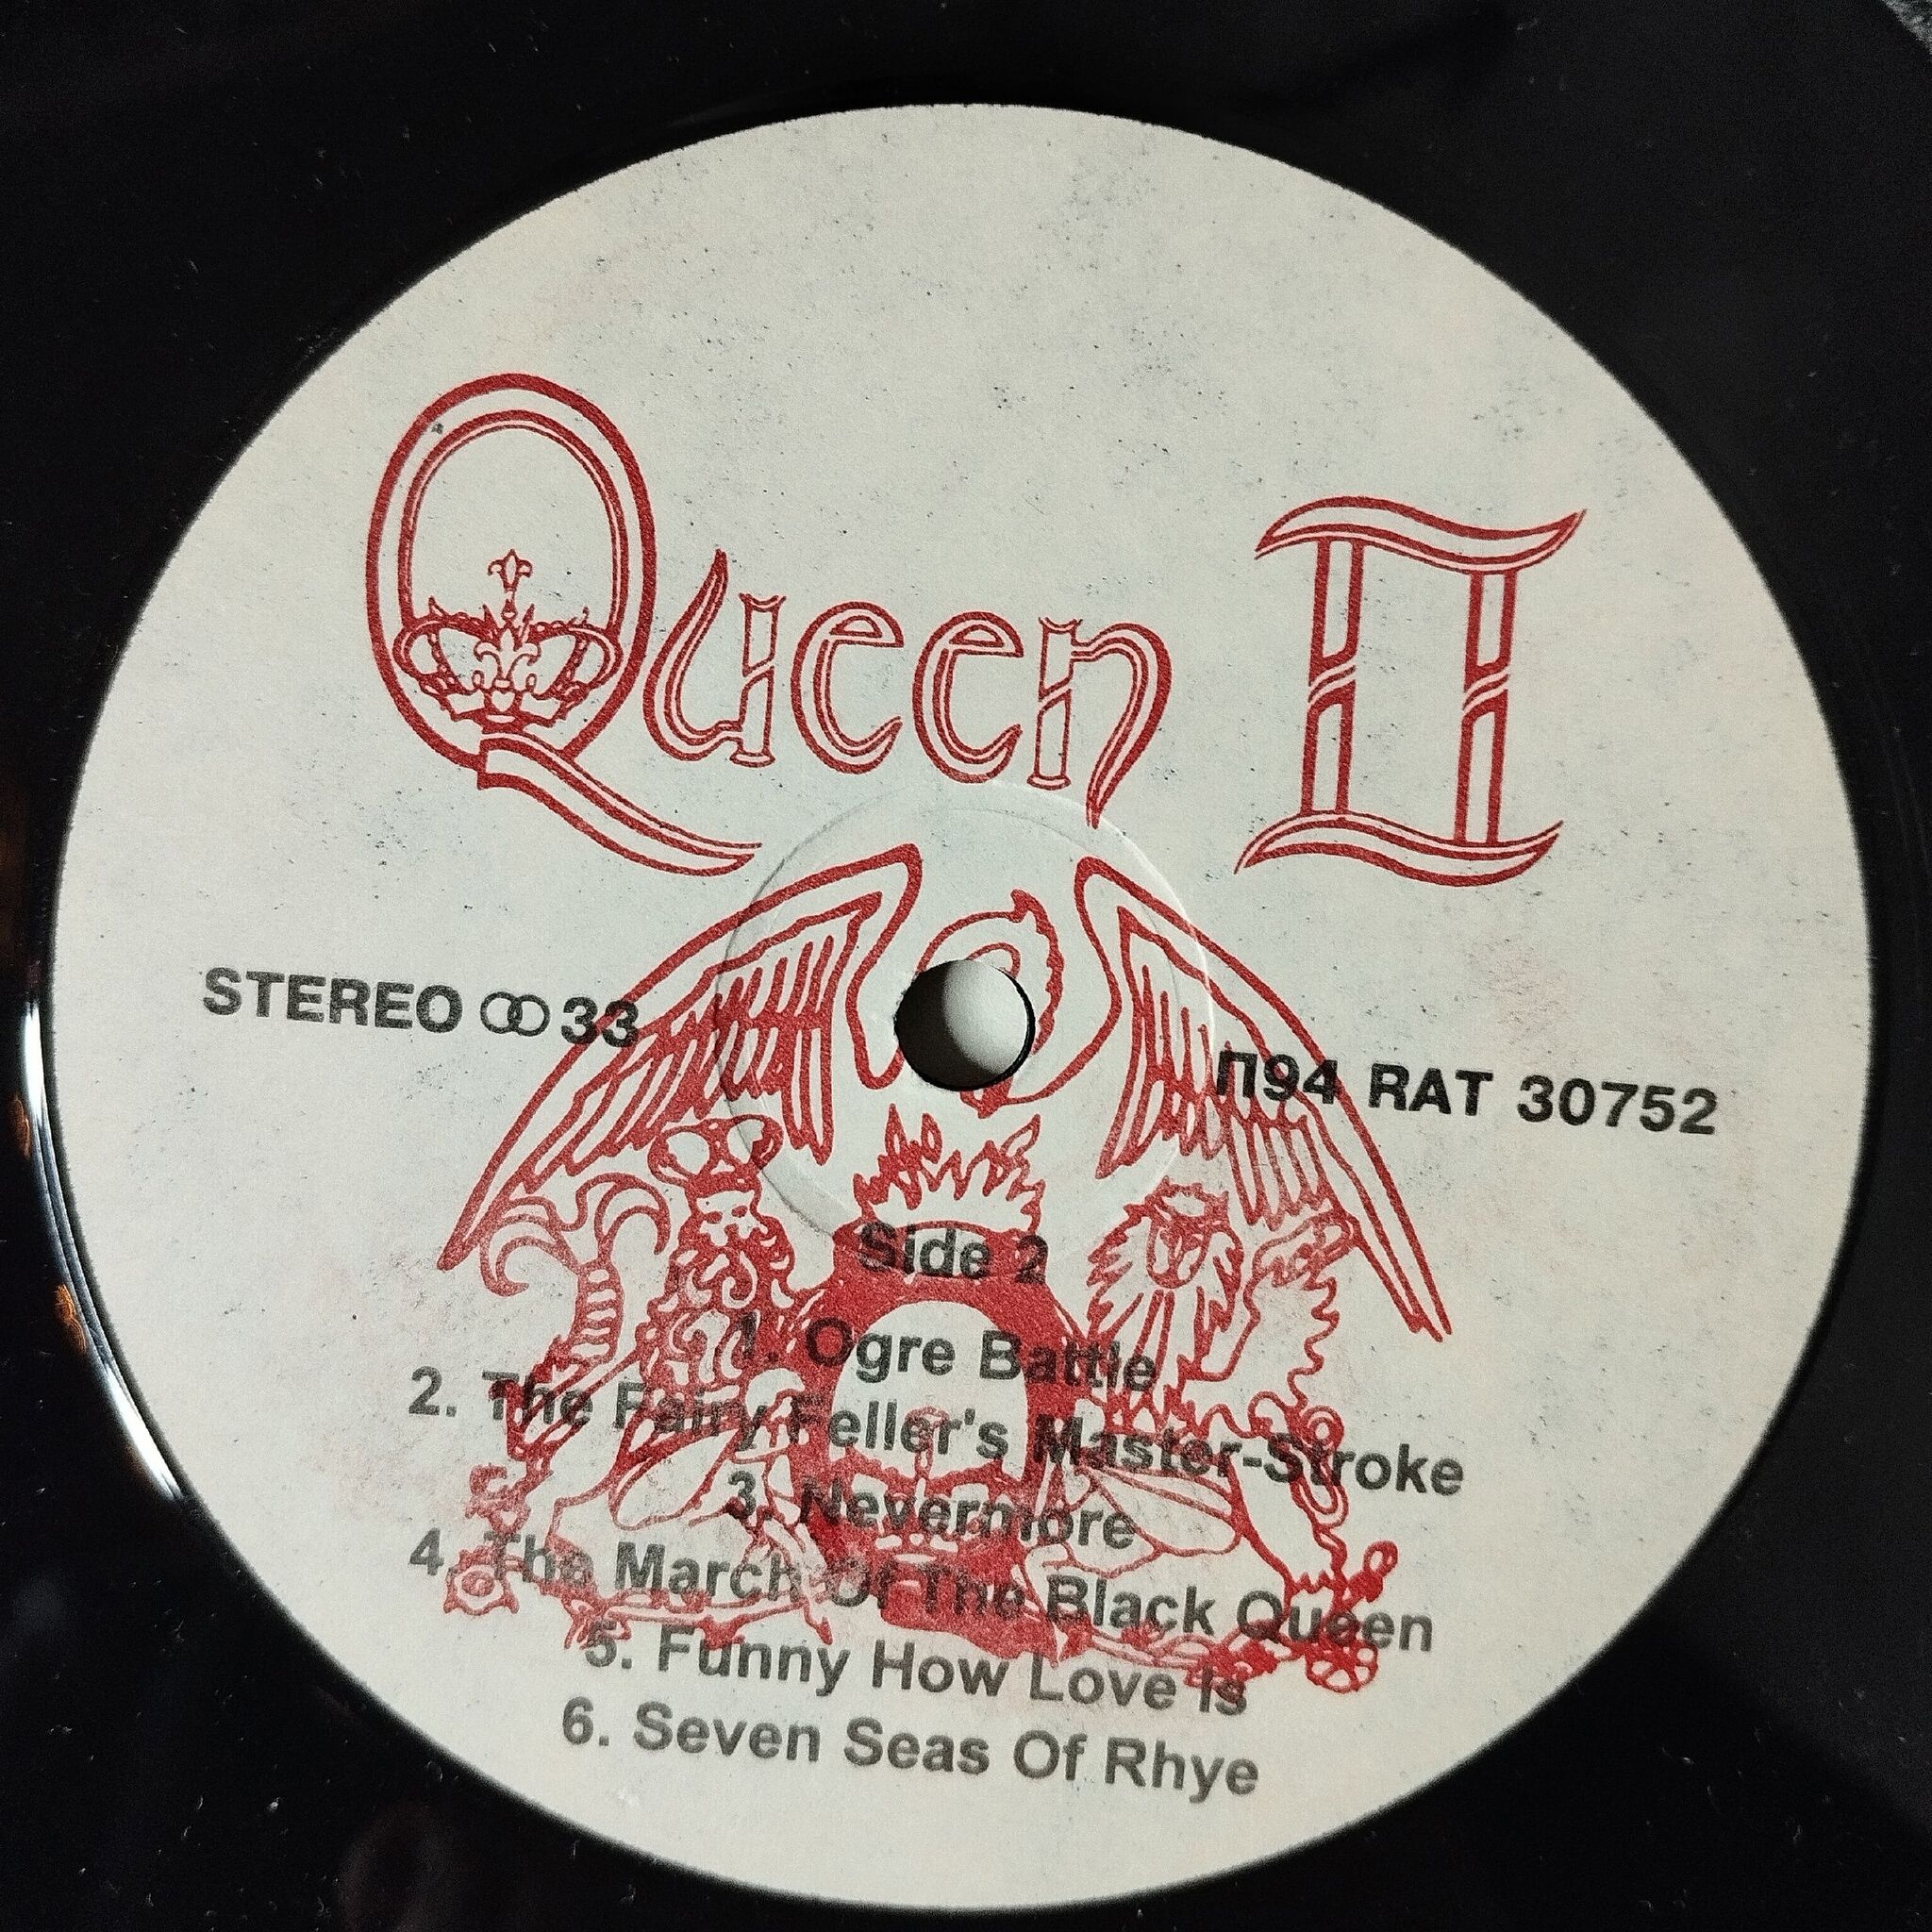 Queen II
STEREO ꝏ 33
П94 RAT 30752
Side 2
1. Ogre Battle
2. The Fairy Feller's Master-Stroke
3. Nevermore
4. The March Of The Black Queen
5. Funny How Love Is
6. Seven Seas Of Rhye